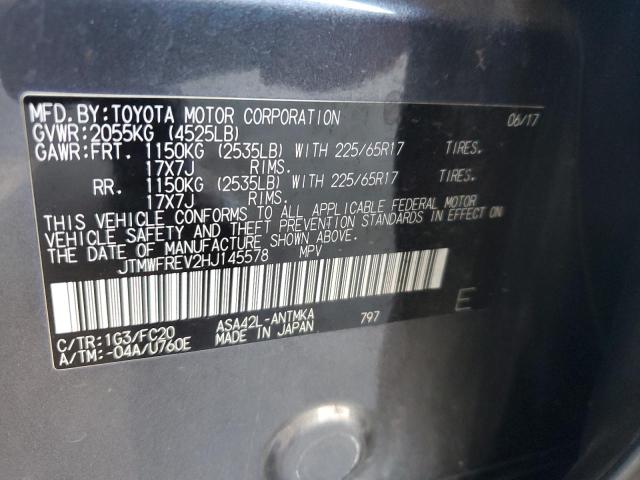 MFD.BY:TOYOTA MOTOR CORPORATION 06/17
GVWR:2055KG (4525LB)
GAWR:FRT. 1150KG (2535LB) WITH 225/65R17 TIRES.
17X7J RIMS.
RR. 1150KG (2535LB) WITH 225/65R17 TIRES.
17X7J RIMS.
THIS VEHICLE CONFORMS TO ALL APPLICABLE FEDERAL MOTOR
VEHICLE SAFETY AND THEFT PREVENTION STANDARDS IN EFFECT ON
THE DATE OF MANUFACTURE SHOWN ABOVE.
JTMWFREV2HJ145578 MPV
C/TR:1G3/FC20 ASA42L-ANTMKA 797 E
A/TM:-04A/U760E MADE IN JAPAN